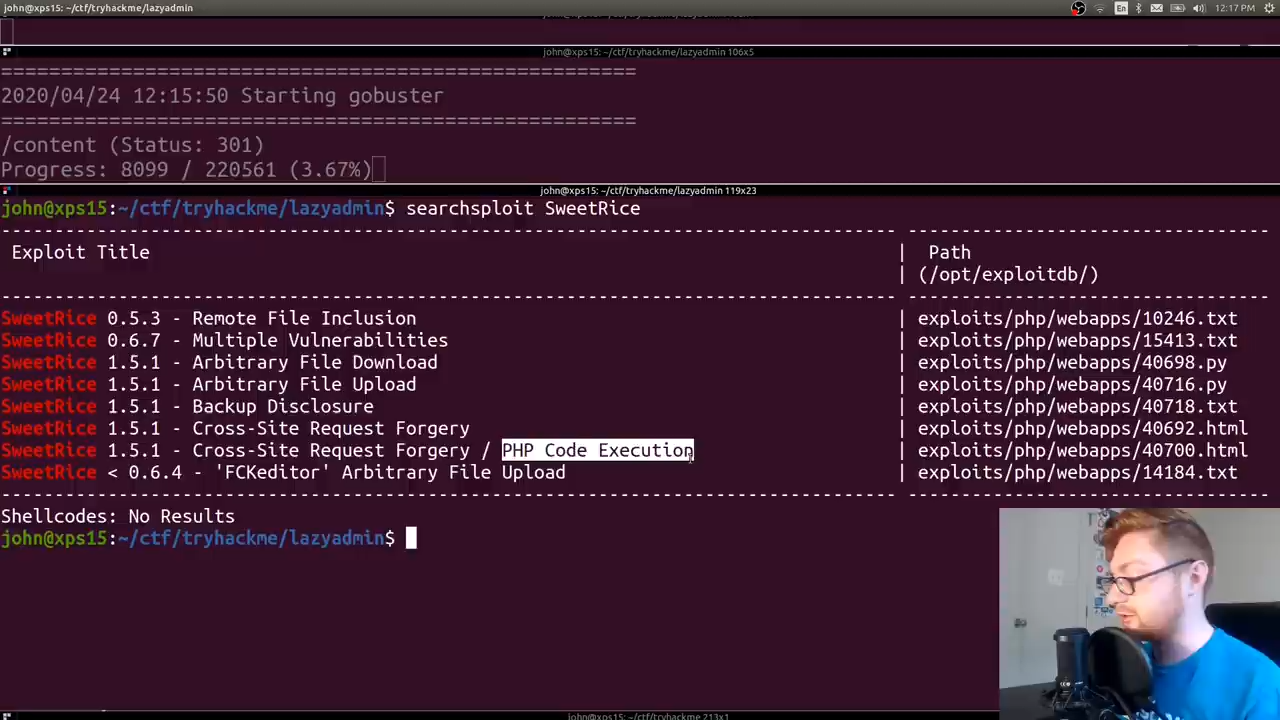 john@xps15: ~/ctf/tryhackme/lazyadmin
En
12:17 PM
john@xps15: ~/ctf/tryhackme/lazyadmin 106x5
=====================================================
2020/04/24 12:15:50 Starting gobuster
=====================================================
/content (Status: 301)
Progress: 8099 / 220561 (3.67%)
john@xps15: ~/ctf/tryhackme/lazyadmin 119x23
john@xps15:~/ctf/tryhackme/lazyadmin$ searchsploit SweetRice
Exploit Title | Path
| (/opt/exploitdb/)
SweetRice 0.5.3 - Remote File Inclusion | exploits/php/webapps/10246.txt
SweetRice 0.6.7 - Multiple Vulnerabilities | exploits/php/webapps/15413.txt
SweetRice 1.5.1 - Arbitrary File Download | exploits/php/webapps/40698.py
SweetRice 1.5.1 - Arbitrary File Upload | exploits/php/webapps/40716.py
SweetRice 1.5.1 - Backup Disclosure | exploits/php/webapps/40718.txt
SweetRice 1.5.1 - Cross-Site Request Forgery | exploits/php/webapps/40692.html
SweetRice 1.5.1 - Cross-Site Request Forgery / PHP Code Execution | exploits/php/webapps/40700.html
SweetRice < 0.6.4 - 'FCKeditor' Arbitrary File Upload | exploits/php/webapps/14184.txt
Shellcodes: No Results
john@xps15:~/ctf/tryhackme/lazyadmin$
john@xps15: ~/ctf/tryhackme 213x1